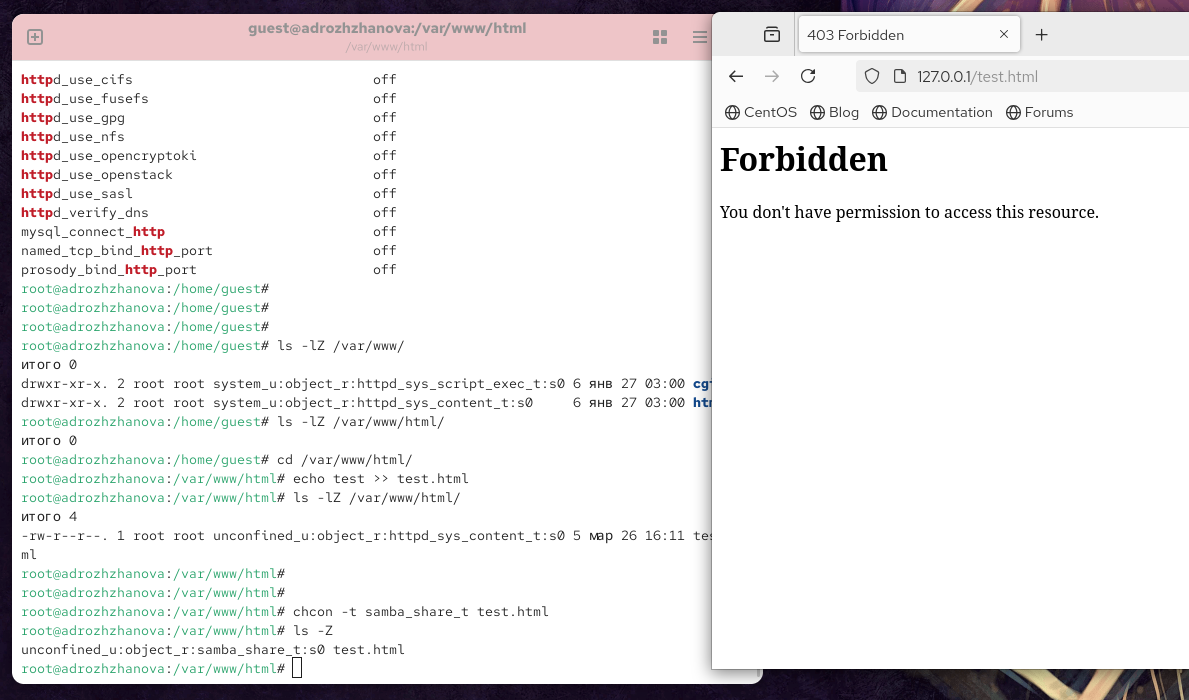 guest@adrozhzhanova:/var/www/html
/var/www/html
httpd_use_cifs off
httpd_use_fusefs off
httpd_use_gpg off
httpd_use_nfs off
httpd_use_opencryptoki off
httpd_use_openstack off
httpd_use_sasl off
httpd_verify_dns off
mysql_connect_http off
named_tcp_bind_http_port off
prosody_bind_http_port off
root@adrozhzhanova:/home/guest#
root@adrozhzhanova:/home/guest#
root@adrozhzhanova:/home/guest#
root@adrozhzhanova:/home/guest# ls -lZ /var/www/
итого 0
drwxr-xr-x. 2 root root system_u:object_r:httpd_sys_script_exec_t:s0 6 янв 27 03:00
drwxr-xr-x. 2 root root system_u:object_r:httpd_sys_content_t:s0 6 янв 27 03:00
root@adrozhzhanova:/home/guest# ls -lZ /var/www/html/
итого 0
root@adrozhzhanova:/home/guest# cd /var/www/html/
root@adrozhzhanova:/var/www/html# echo test >> test.html
root@adrozhzhanova:/var/www/html# ls -lZ /var/www/html/
итого 4
-rw-r--r--. 1 root root unconfined_u:object_r:httpd_sys_content_t:s0 5 мар 26 16:11 tes
ml
root@adrozhzhanova:/var/www/html#
root@adrozhzhanova:/var/www/html#
root@adrozhzhanova:/var/www/html# chcon -t samba_share_t test.html
root@adrozhzhanova:/var/www/html# ls -Z
unconfined_u:object_r:samba_share_t:s0 test.html
root@adrozhzhanova:/var/www/html#
403 Forbidden
127.0.0.1/test.html
CentOS Blog Documentation Forums
Forbidden
You don't have permission to access this resource.